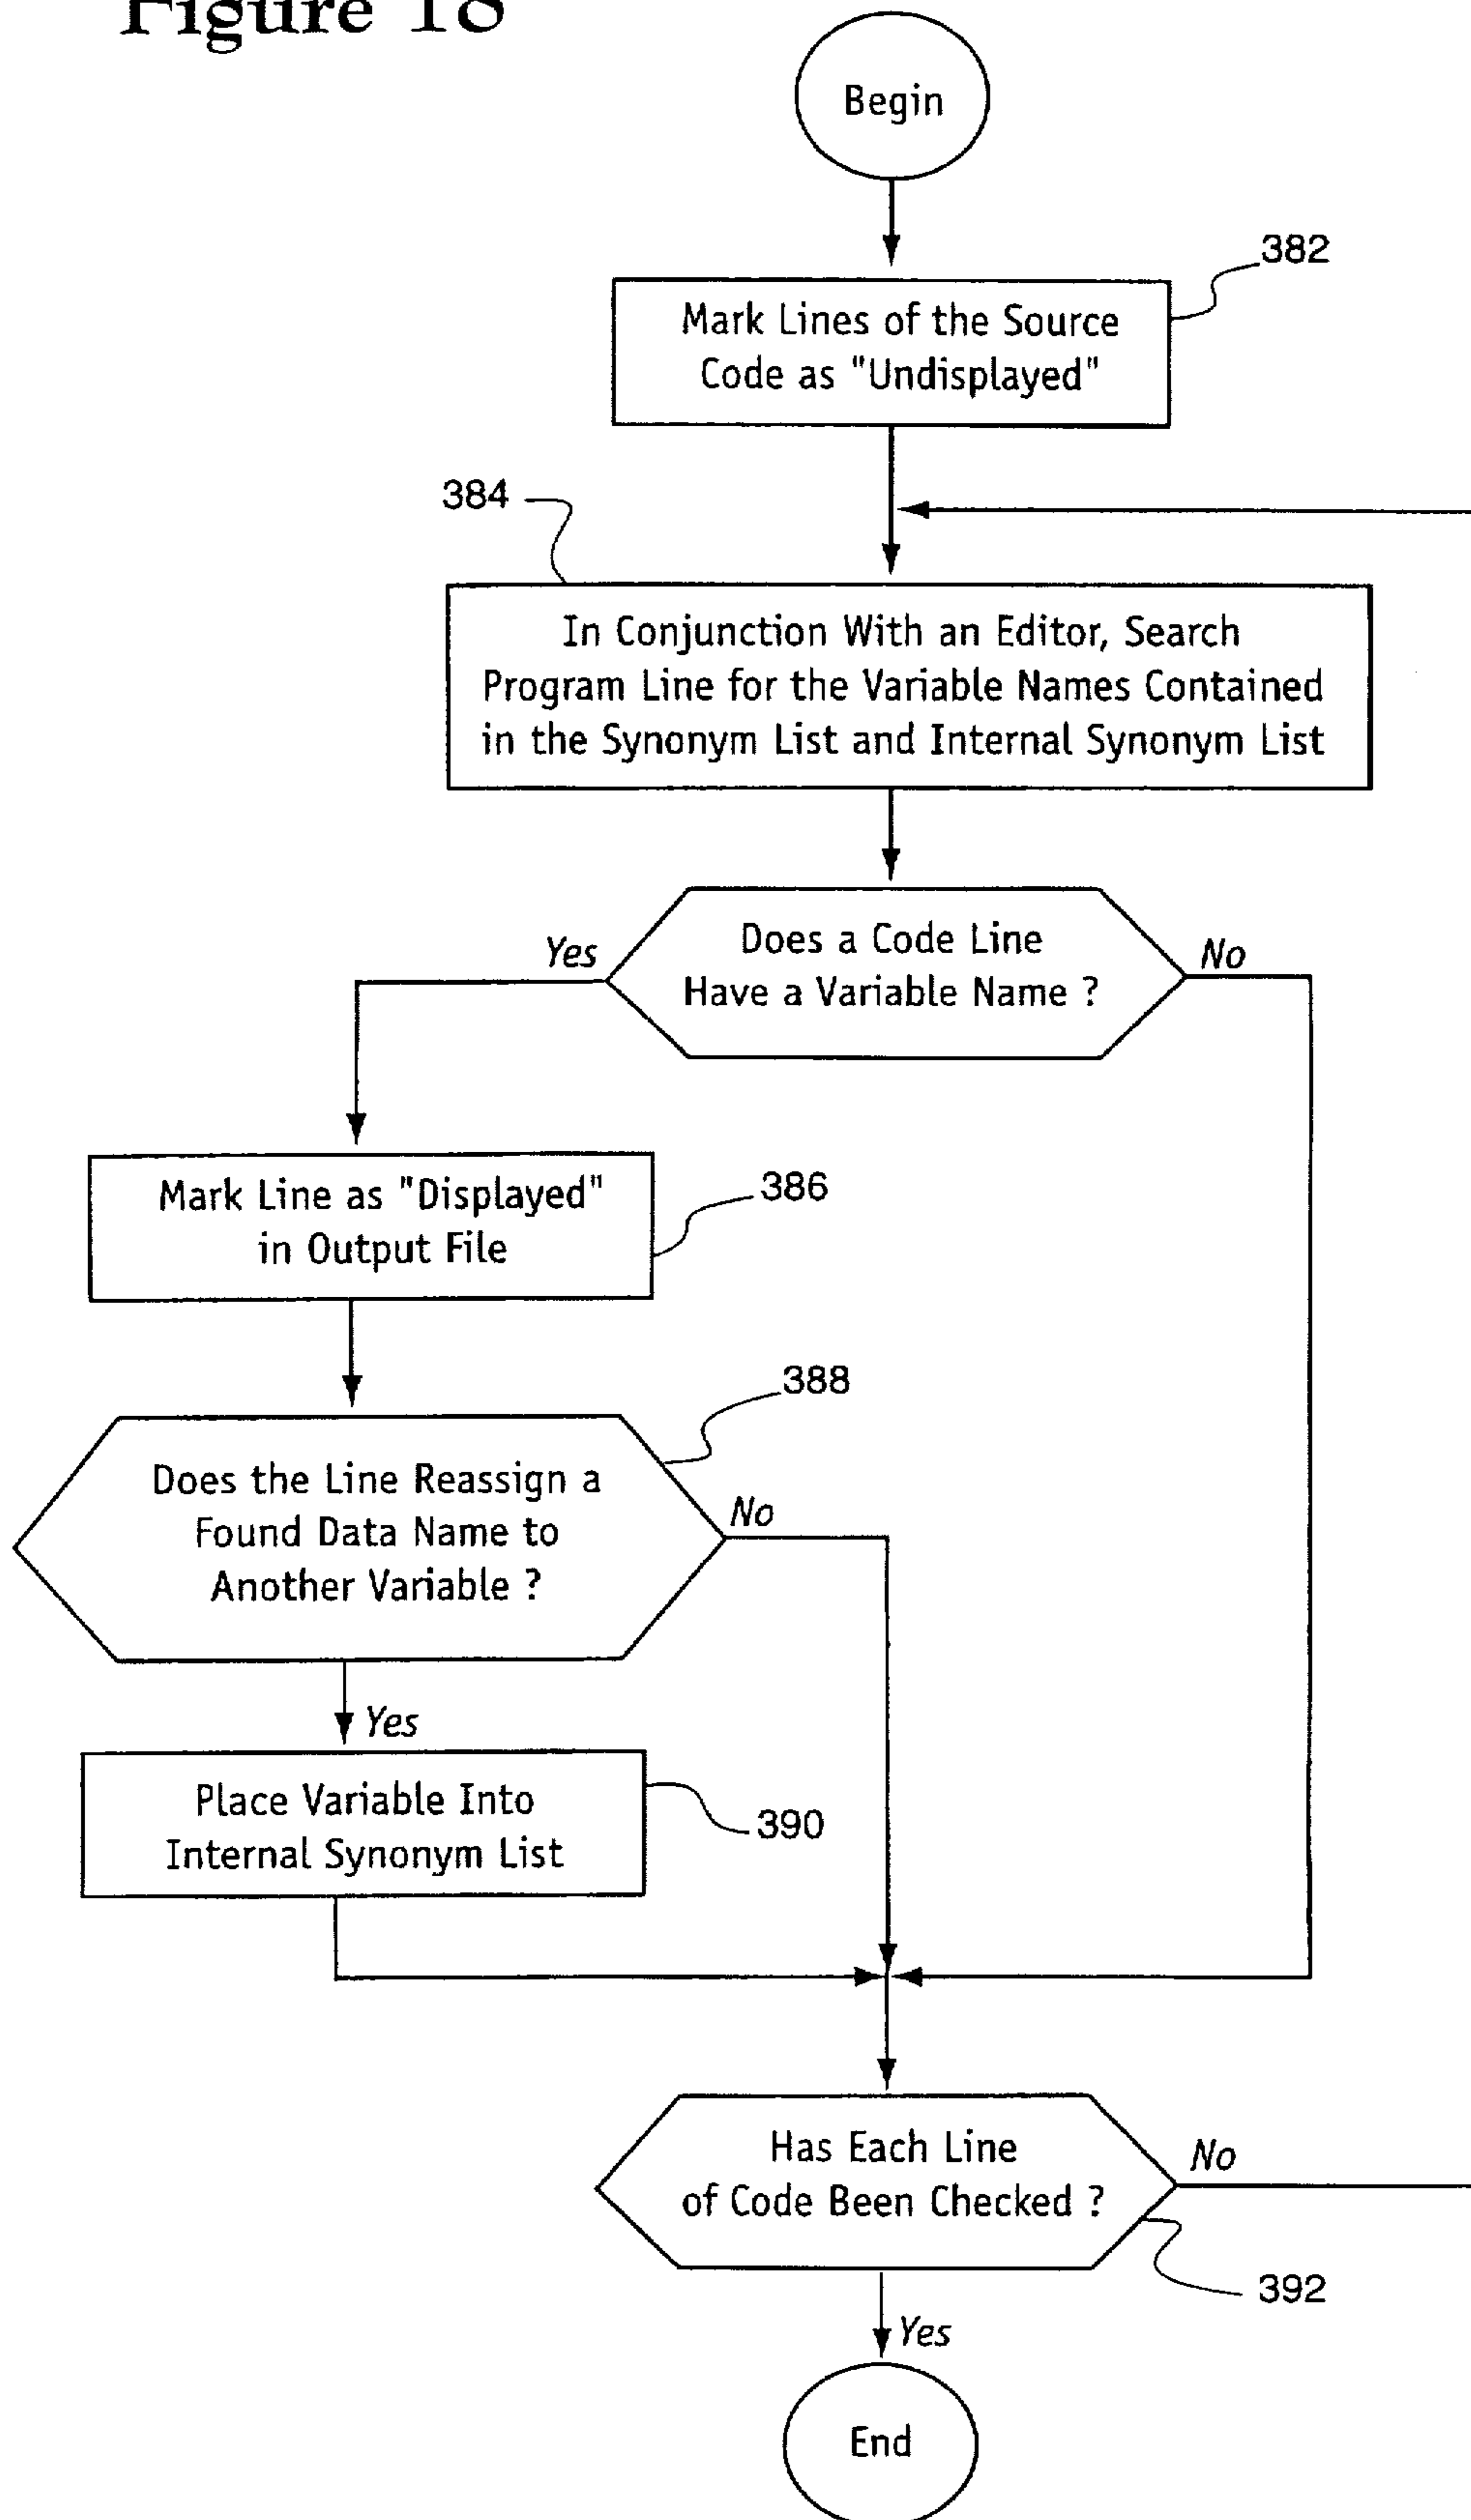 Figure 18
Begin
382
Mark Lines of the Source
Code as "Undisplayed"
384
In Conjunction With an Editor, Search
Program Line for the Variable Names Contained
in the Synonym List and Internal Synonym List
Does a Code Line
Have a Variable Name ?
Yes
No
Mark Line as "Displayed"
in Output File
386
388
Does the Line Reassign a
Found Data Name to
Another Variable ?
No
Yes
Place Variable Into
Internal Synonym List
390
Has Each Line
of Code Been Checked ?
No
392
Yes
End